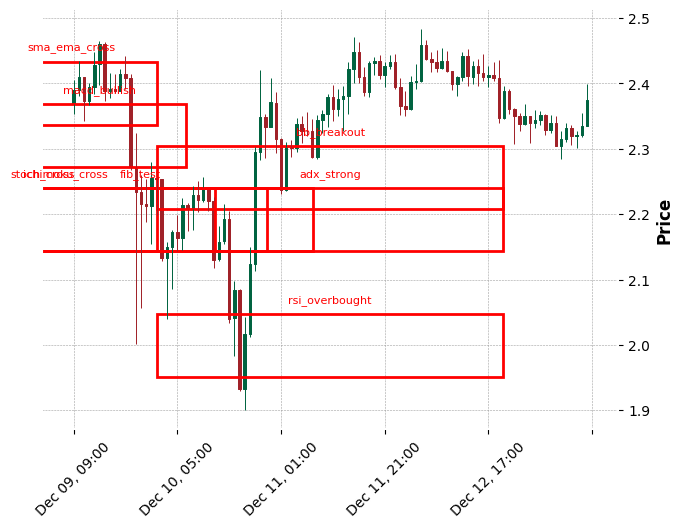 2.5
sma_ema_cross
2.4
macd_bullish
2.3
bb_breakout
fib_test
adx_strong
2.2
Price
2.1
rsi_overbought
2.0
1.9
Dec 09, 09:00
Dec 10, 05:00
Dec 11, 01:00
Dec 11, 21:00
Dec 12, 17:00